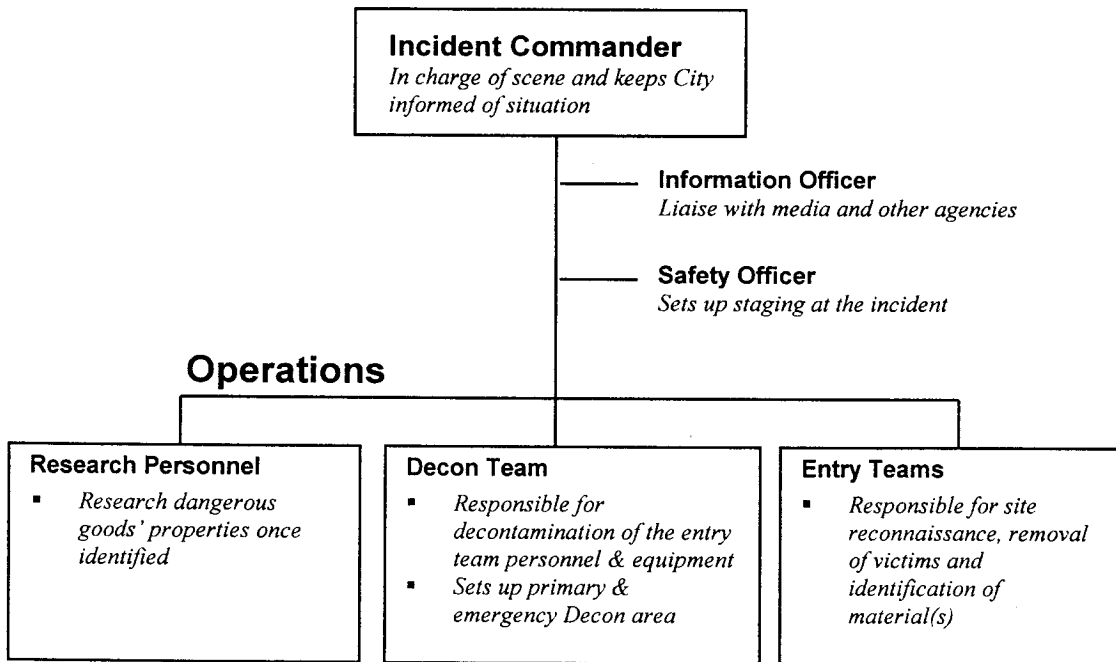 Incident Commander
In charge of scene and keeps City
informed of situation
Information Officer
Liaise with media and other agencies
Safety Officer
Sets up staging at the incident
Operations
Research Personnel
▪ Research dangerous
goods' properties once
identified
Decon Team
▪ Responsible for
decontamination of the entry
team personnel & equipment
▪ Sets up primary &
emergency Decon area
Entry Teams
▪ Responsible for site
reconnaissance, removal
of victims and
identification of
material(s)